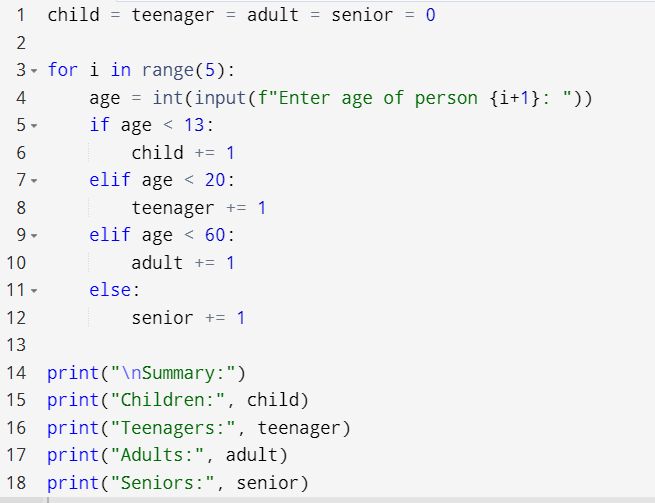 1 child = teenager = adult = senior = 0
2
3 for i in range(5):
4     age = int(input(f"Enter age of person {i+1}: "))
5     if age < 13:
6         child += 1
7     elif age < 20:
8         teenager += 1
9     elif age < 60:
10         adult += 1
11     else:
12         senior += 1
13
14 print("\nSummary:")
15 print("Children:", child)
16 print("Teenagers:", teenager)
17 print("Adults:", adult)
18 print("Seniors:", senior)